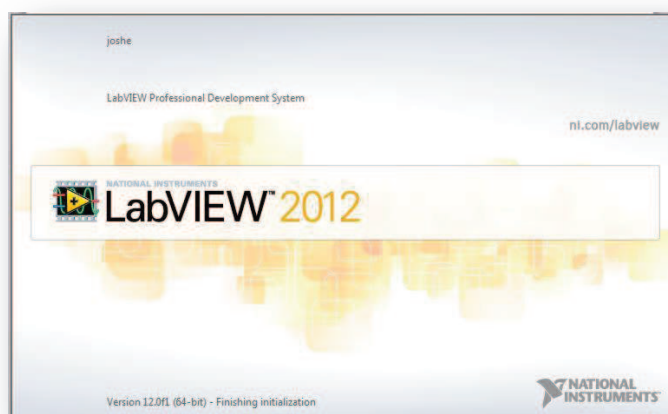 joshe
LabVIEW Professional Development System
ni.com/labview
NATIONAL INSTRUMENTS
LabVIEW™ 2012
Version 12.0f1 (64-bit) - Finishing initialization
NATIONAL
INSTRUMENTS